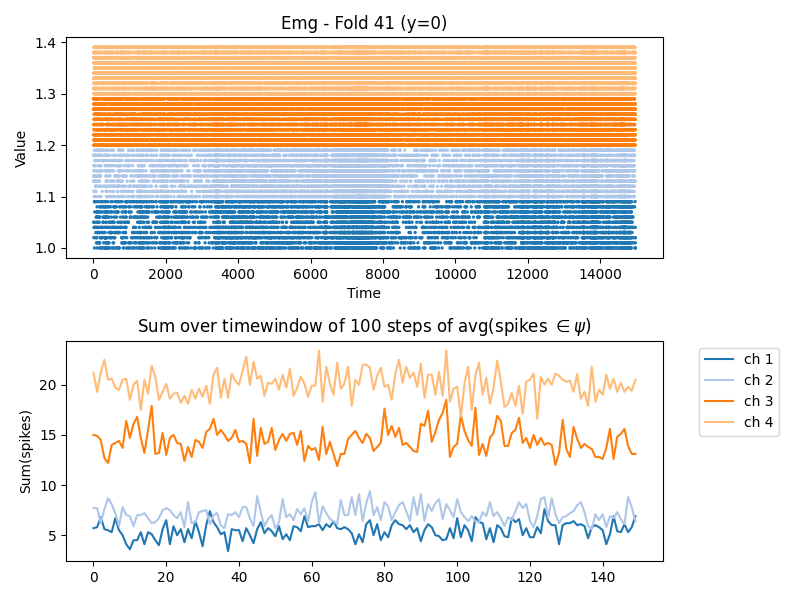 Emg - Fold 41 (y=0)
Value
1.4
1.3
1.2
1.1
1.0
0 2000 4000 6000 8000 10000 12000 14000
Time
Sum over timewindow of 100 steps of avg(spikes ∈ ψ)
Sum(spikes)
20
15
10
5
0 20 40 60 80 100 120 140
ch 1
ch 2
ch 3
ch 4